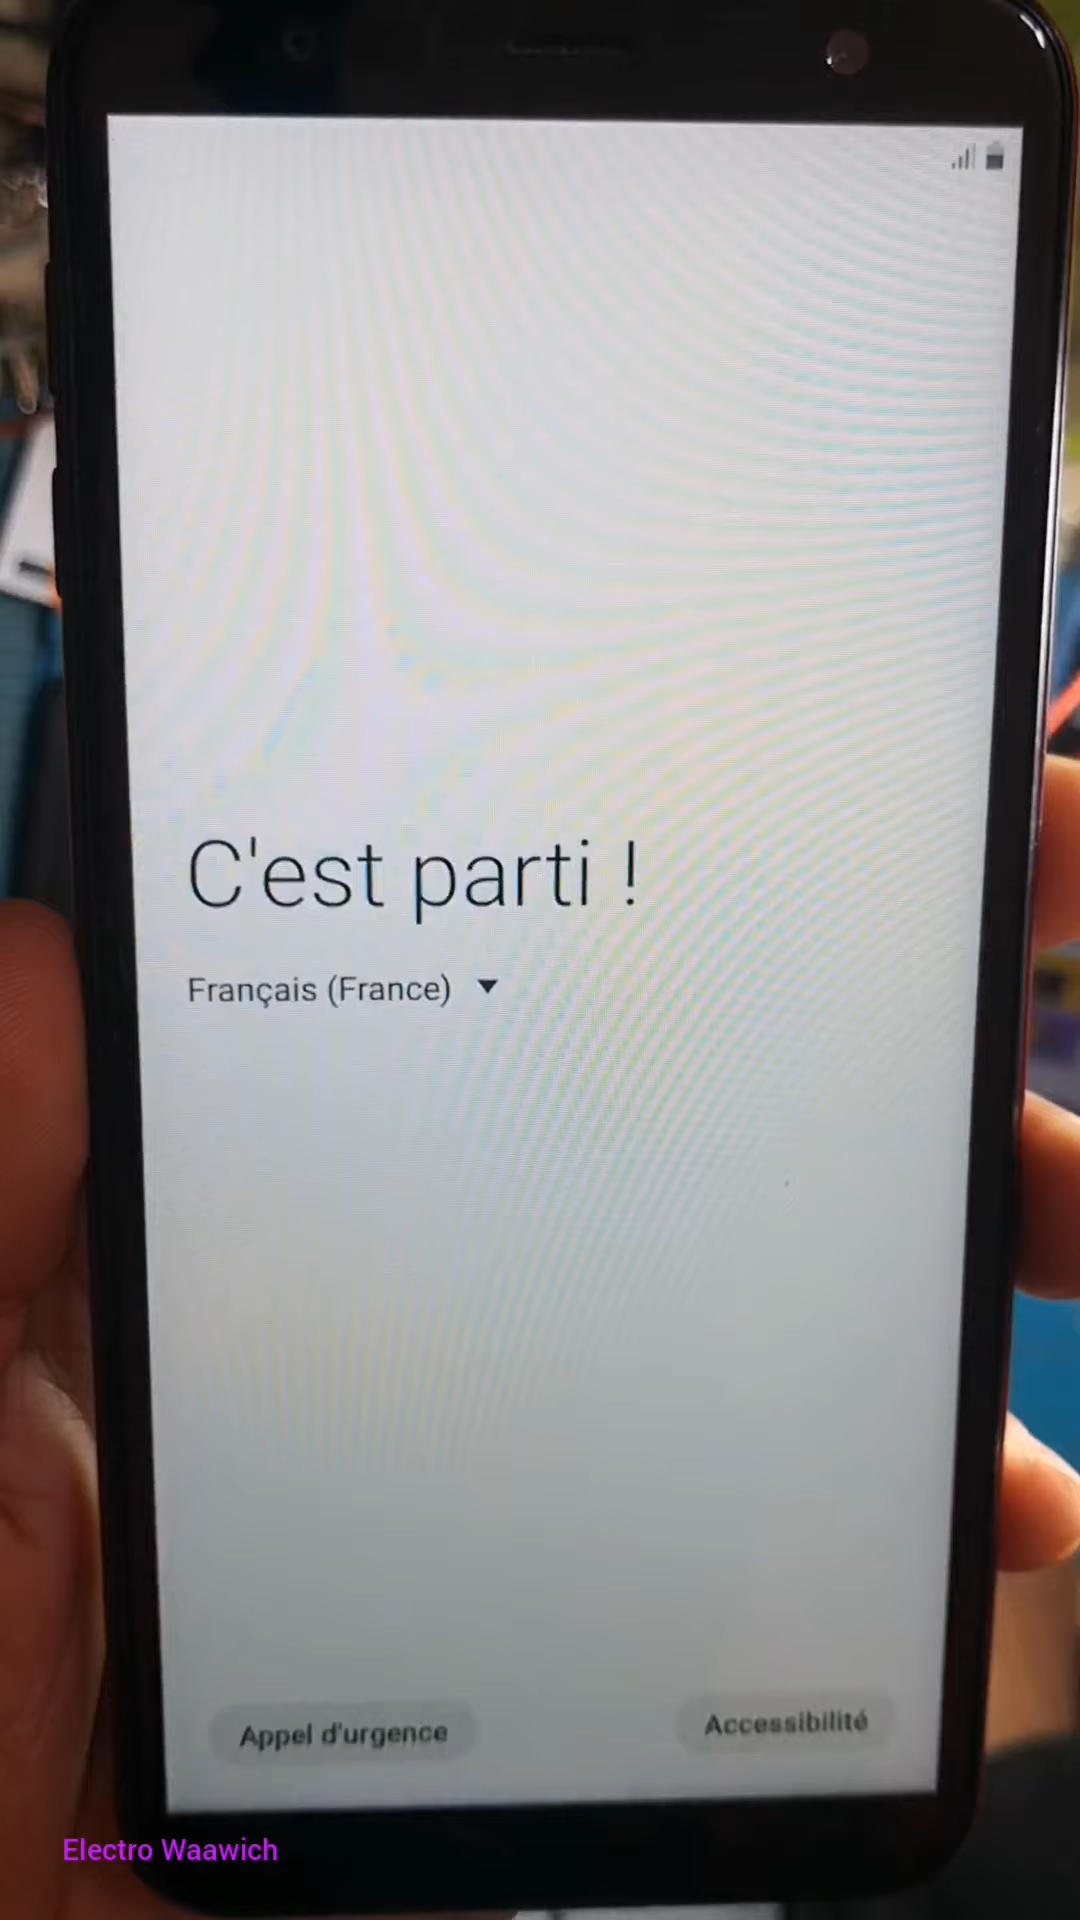 C'est parti !
Français (France)
Appel d'urgence
Accessibilité
Electro Waawich